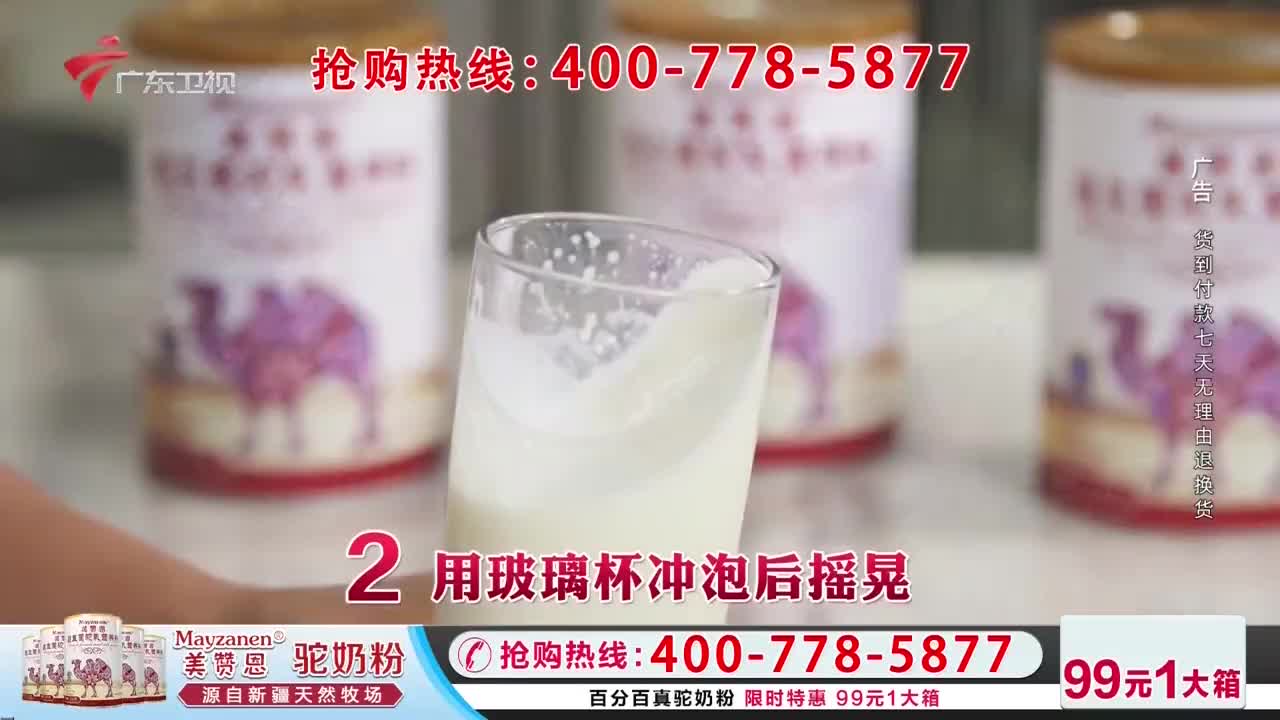 广东卫视
抢购热线:400-778-5877
广告 货到付款七天无理由退换货
2 用玻璃杯冲泡后摇晃
Mayzanen®
美赞恩 驼奶粉
源自新疆天然牧场
抢购热线:400-778-5877
百分百真驼奶粉 限时特惠 99元1大箱
99元1大箱